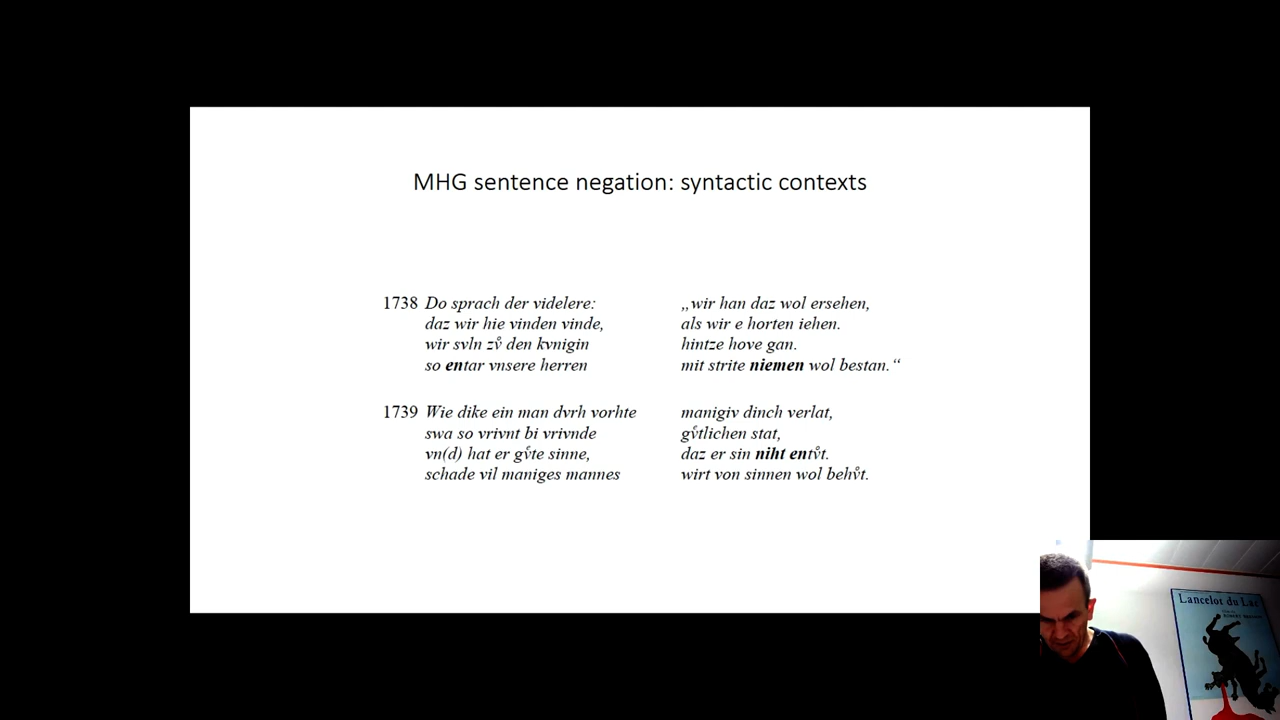 MHG sentence negation: syntactic contexts
1738 Do sprach der videlere: „wir han daz wol ersehen,
daz wir hie vinden vinde, als wir e horten iehen.
wir svln zvͦ den kvnigin hintze hove gan.
so entar vnsere herren mit strite niemen wol bestan.“
1739 Wie dike ein man dvrh vorhte manigiv dinch verlat,
swa so vrivnt bi vrivnde gvͤtlichen stat,
vn(d) hat er gvͤte sinne, daz er sin niht entvͦt.
schade vil maniges mannes wirt von sinnen wol behvͦt.
Lancelot du Lac